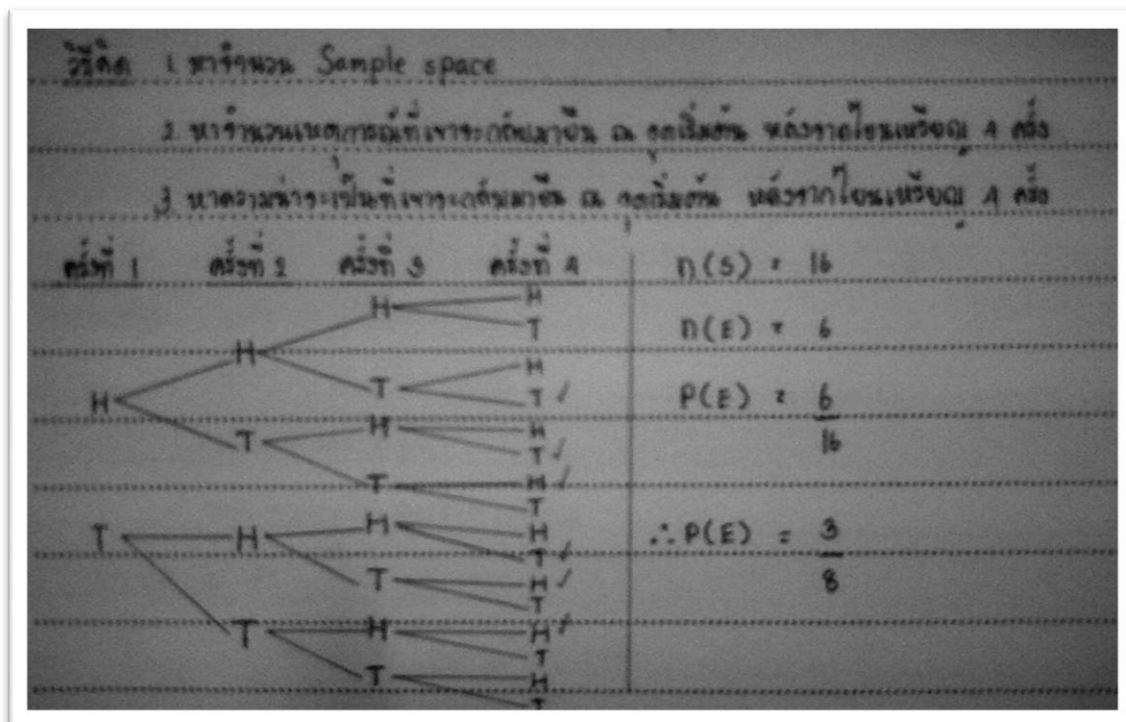 วิธีคิด 1. หาจำนวน Sample space
2. หาจำนวนเหตุการณ์ที่เขาจะกลับมายืน ณ จุดเริ่มต้น หลังจากโยนเหรียญ 4 ครั้ง
3. หาความน่าจะเป็นที่เขาจะกลับมายืน ณ จุดเริ่มต้น หลังจากโยนเหรียญ 4 ครั้ง
ครั้งที่ 1 ครั้งที่ 2 ครั้งที่ 3 ครั้งที่ 4 n(S) = 16
H H
T n(E) = 6
H
H
T T ✓ P(E) = 6
H H H 16
T T ✓
T H ✓
T
T H H H ∴ P(E) = 3
T ✓ 8
T H ✓
T
T H H ✓
T
T H
T